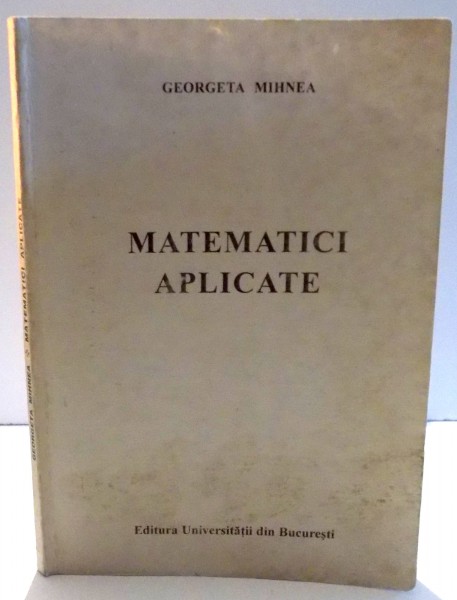 GEORGETA MIHNEA
MATEMATICI
APLICATE
Editura Universității din București
GEORGETA MIHNEA MATEMATICI APLICATE